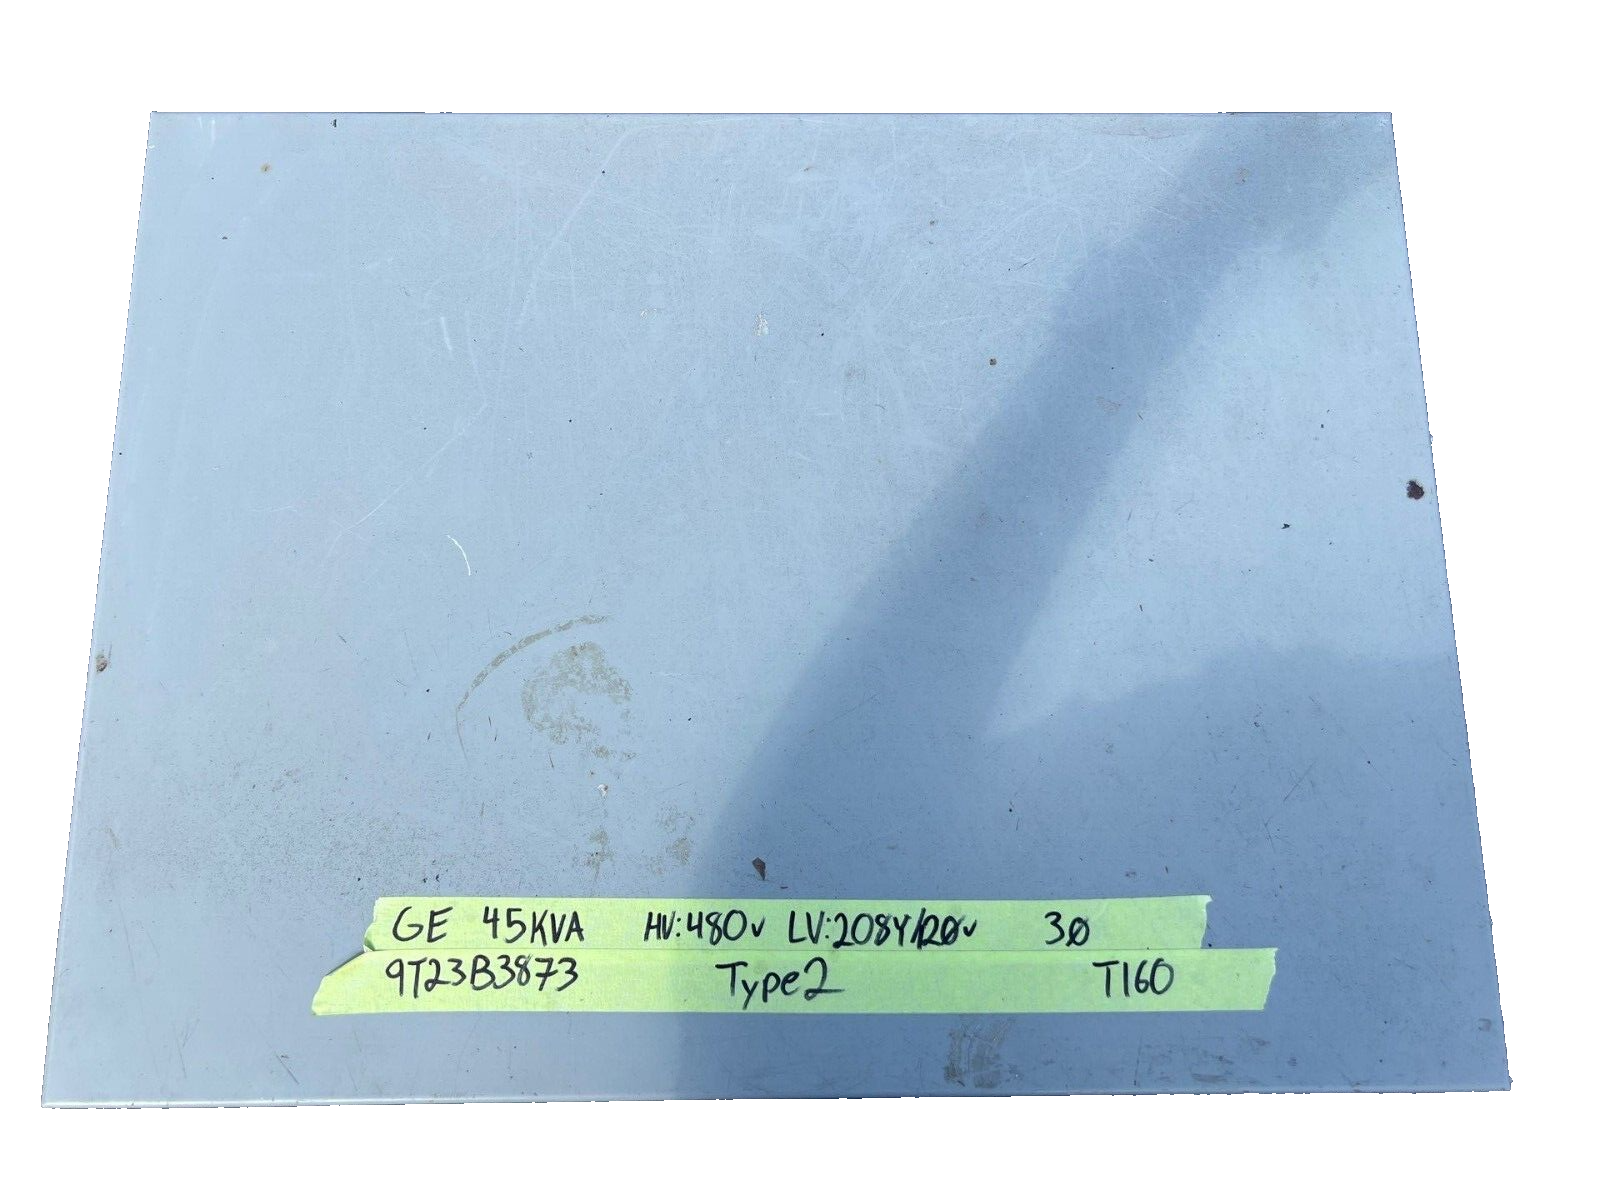 GE 45KVA HV:480v LV:208Y/120v 3Ø
9T23B3873 Type2 T160